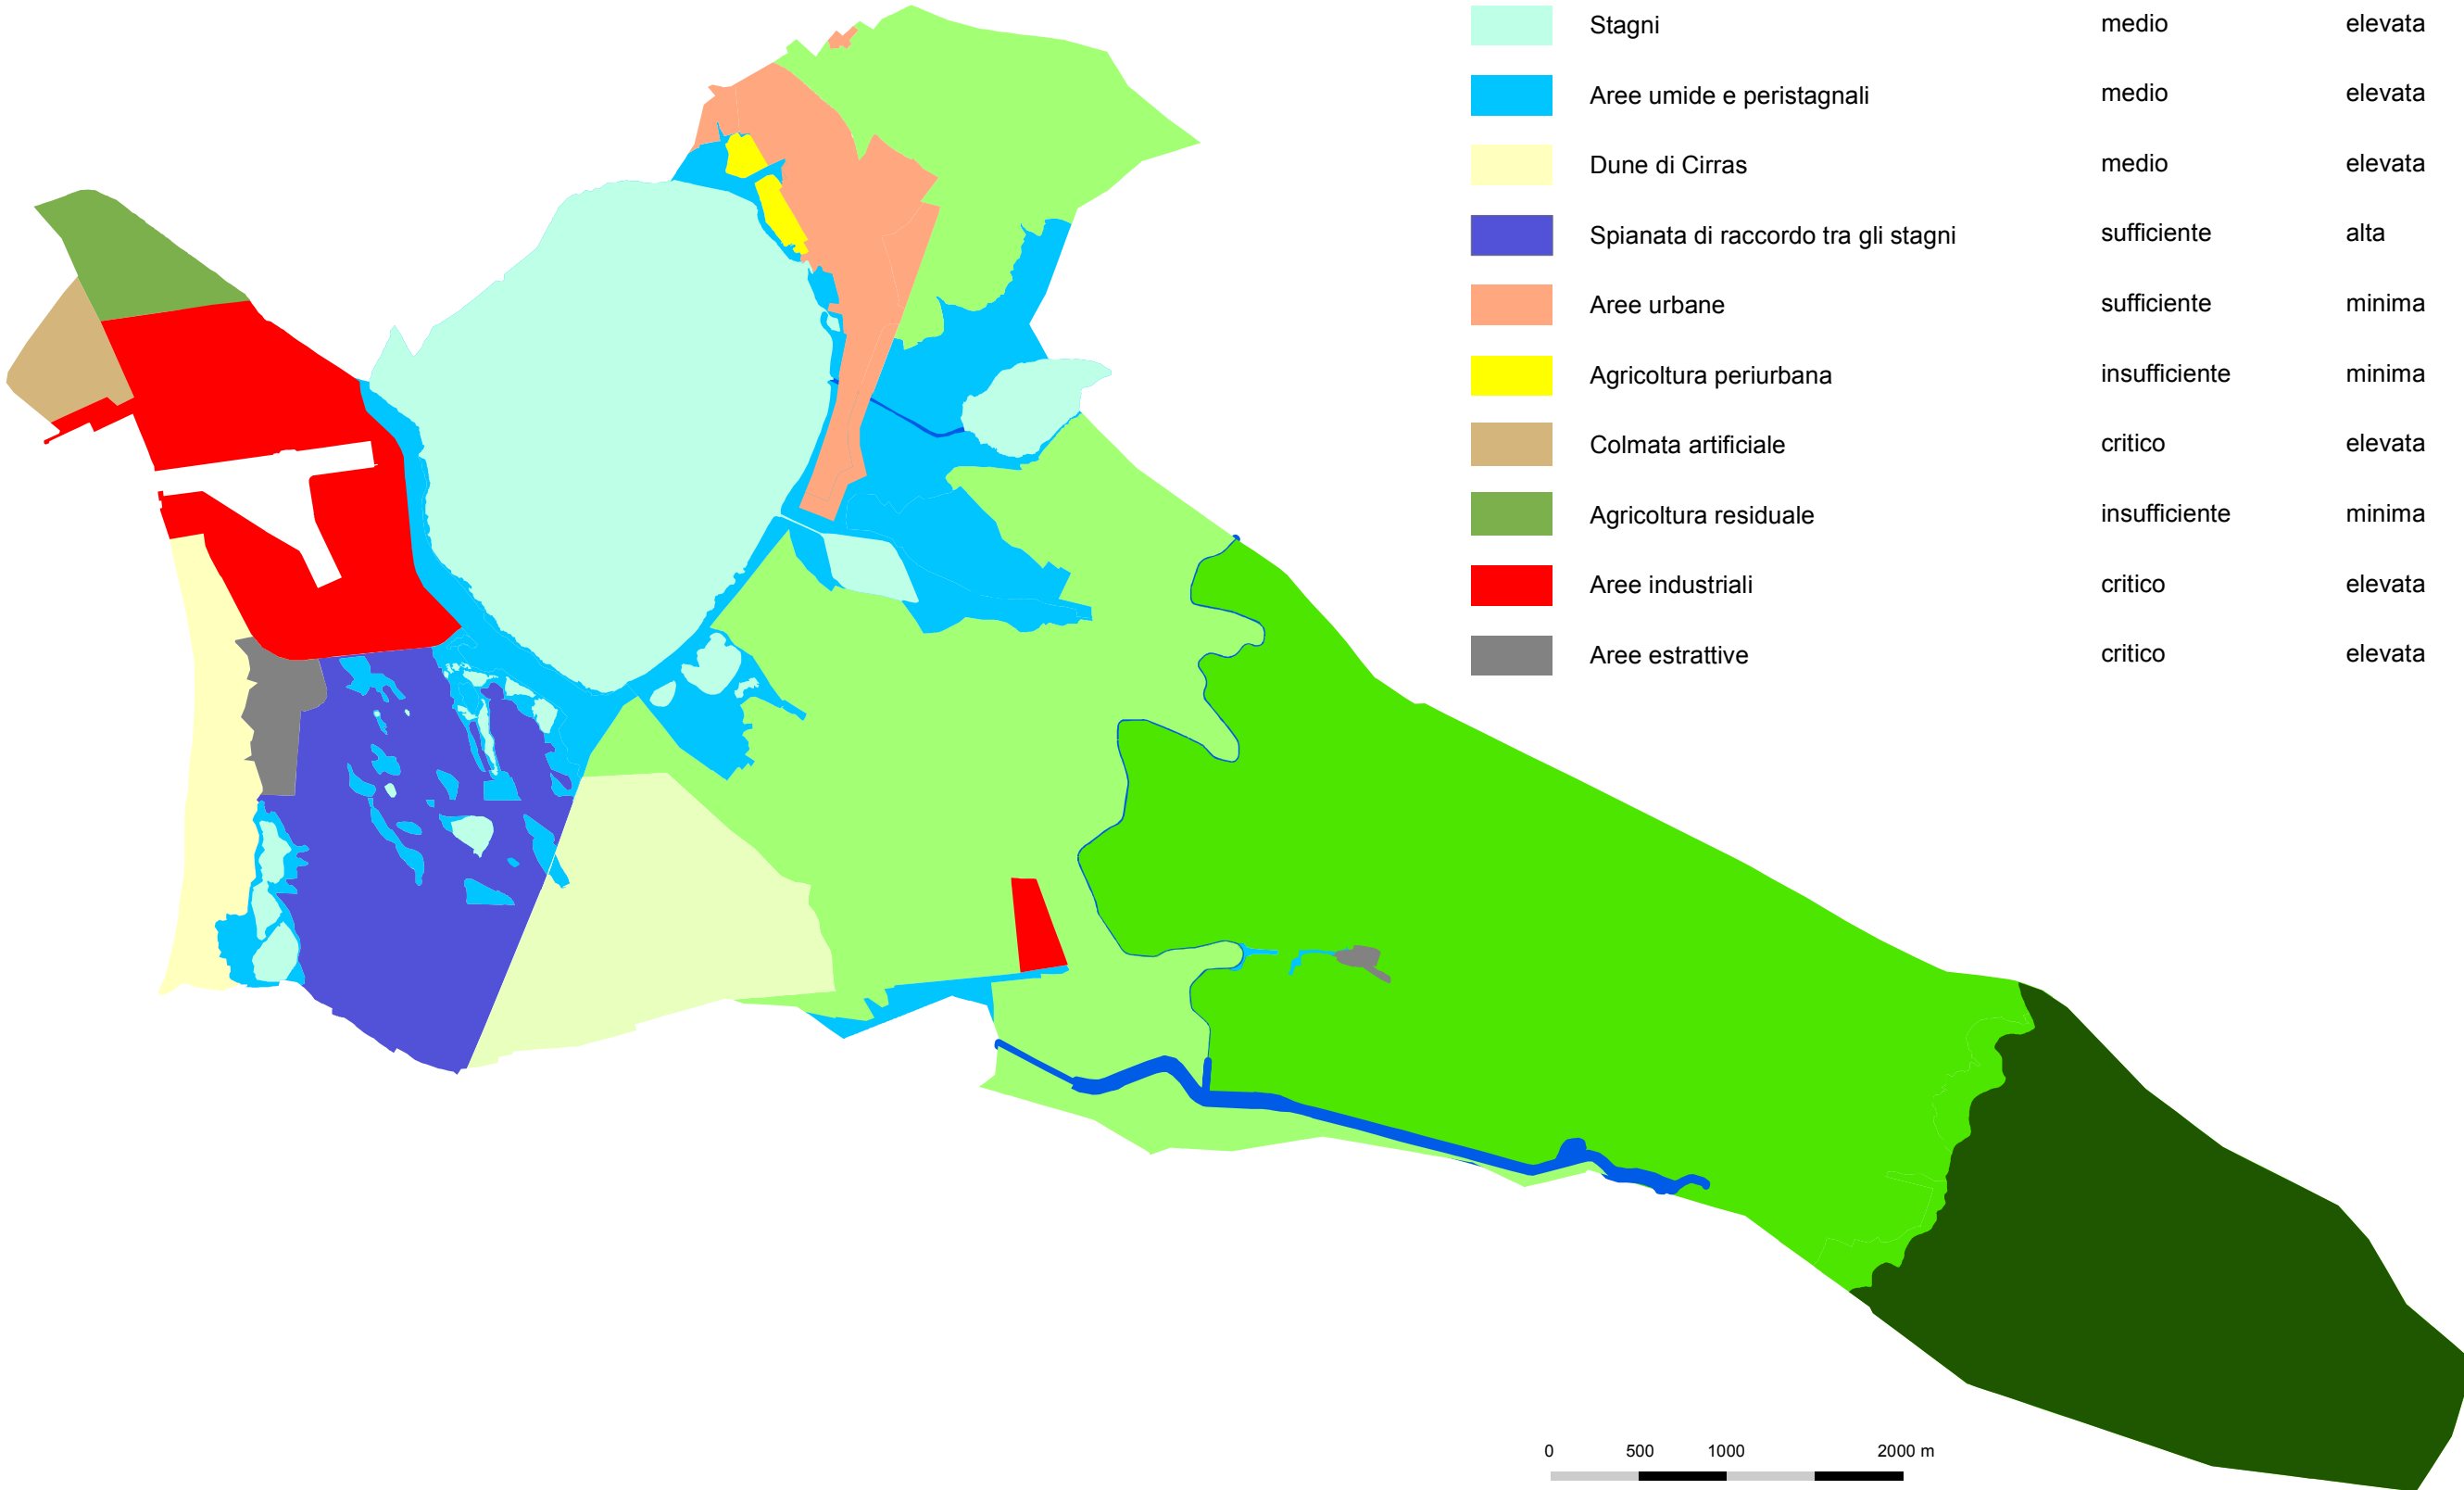 Stagni medio elevata
Aree umide e peristagnali medio elevata
Dune di Cirras medio elevata
Spianata di raccordo tra gli stagni sufficiente alta
Aree urbane sufficiente minima
Agricoltura periurbana insufficiente minima
Colmata artificiale critico elevata
Agricoltura residuale insufficiente minima
Aree industriali critico elevata
Aree estrattive critico elevata
0 500 1000 2000 m